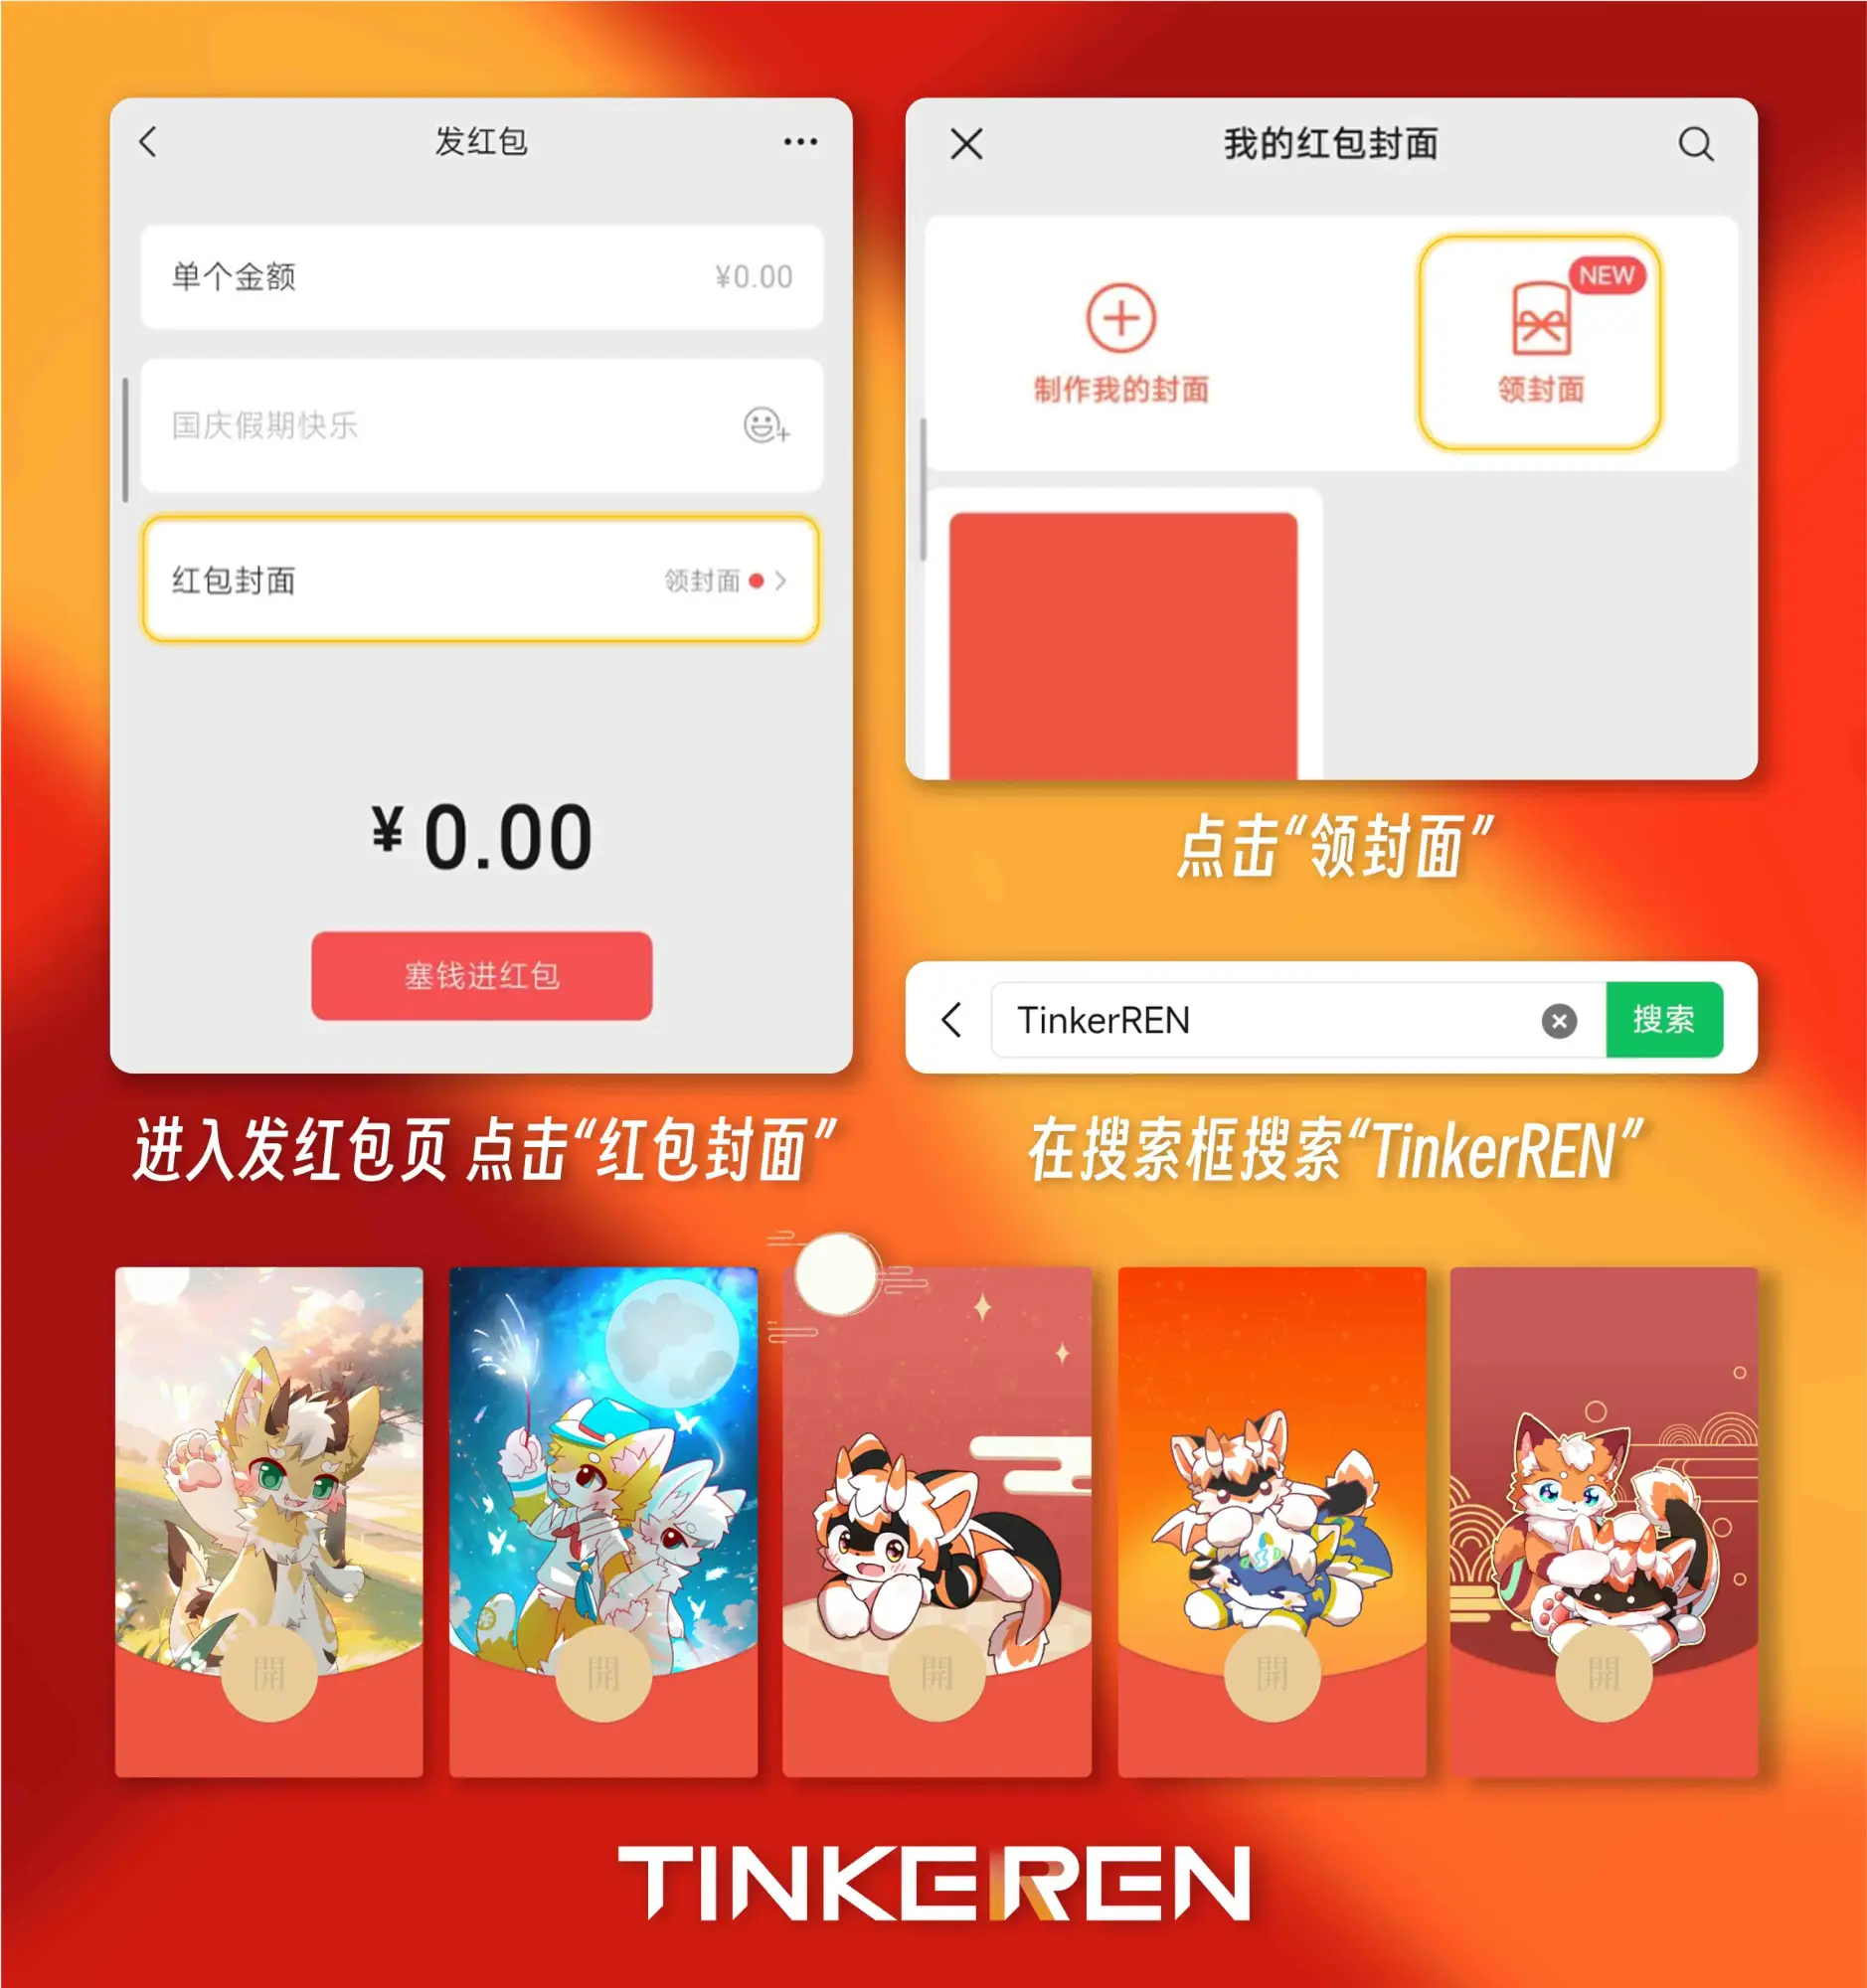 发红包
单个金额 ¥0.00
国庆假期快乐
红包封面 领封面
¥0.00
塞钱进红包
进入发红包页 点击“红包封面”
我的红包封面
制作我的封面
NEW
领封面
点击“领封面”
TinkerREN 搜索
在搜索框搜索“TinkerREN”
開
開
開
開
開
TINKERREN